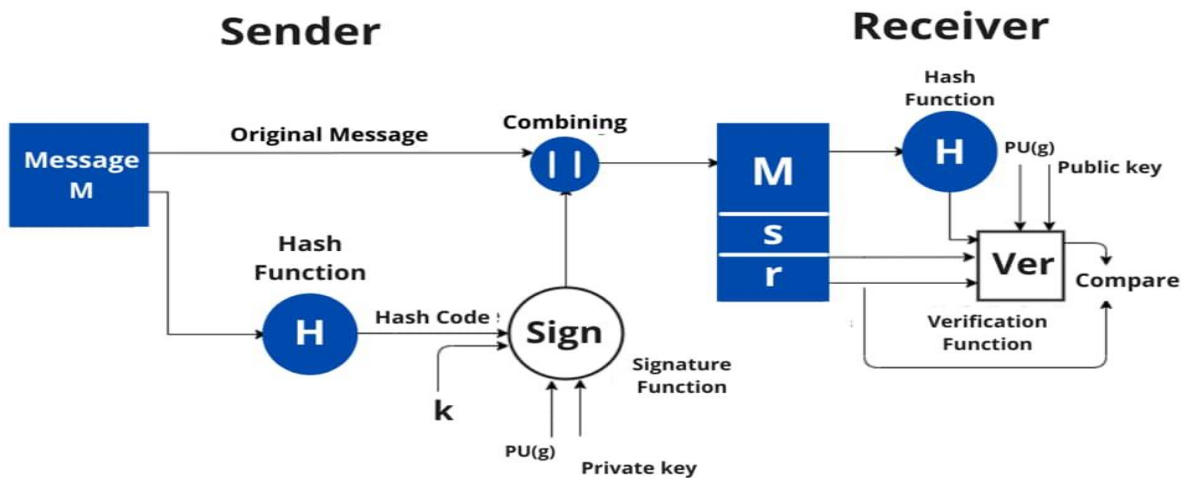 Sender
Receiver
Message
M
Original Message
Combining
||
Hash
Function
H
Hash Code
k
Sign
Signature
Function
PU(g)
Private key
M
s
r
Hash
Function
H
PU(g)
Public key
Ver
Compare
Verification
Function